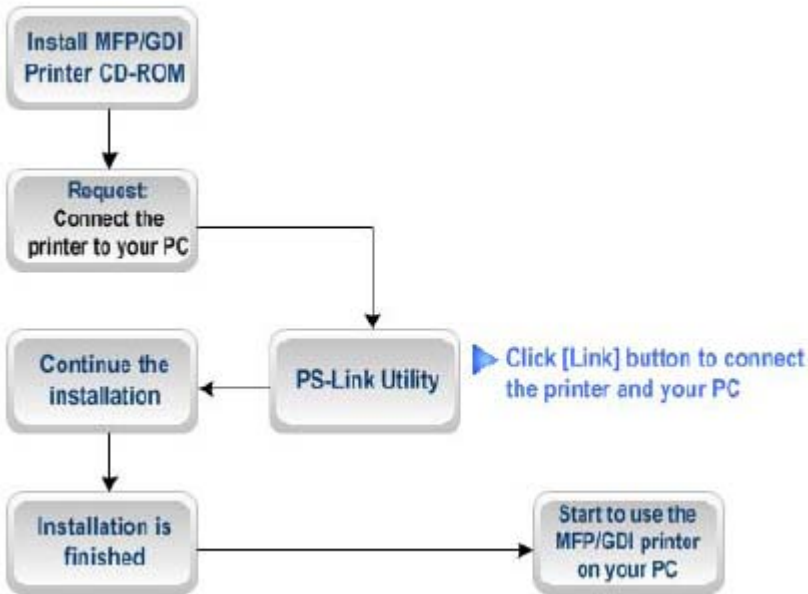 Install MFP/GDI
Printer CD-ROM
Request:
Connect the
printer to your PC
PS-Link Utility
Click [Link] button to connect
the printer and your PC
Continue the
installation
Installation is
finished
Start to use the
MFP/GDI printer
on your PC